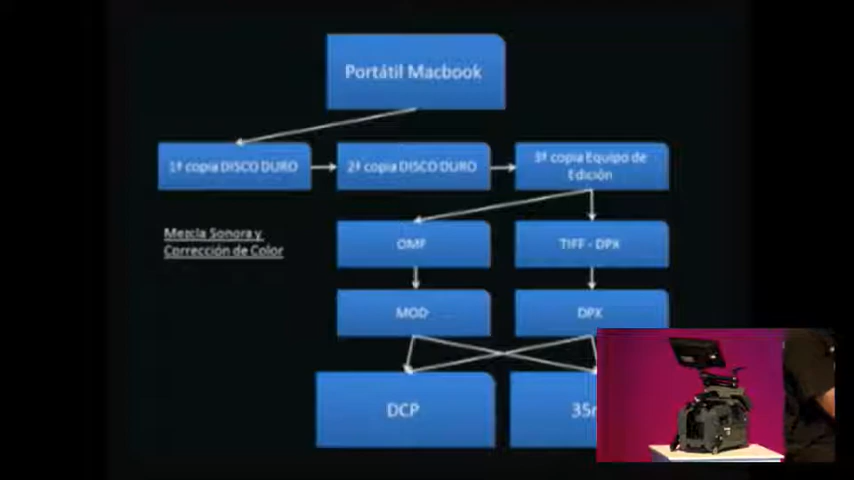 Portátil Macbook
1ª copia DISCO DURO
2ª copia DISCO DURO
3ª copia Equipo de
Edición
Mezcla Sonora y
Corrección de Color
OMF
TIFF - DPX
MOD
DPX
DCP